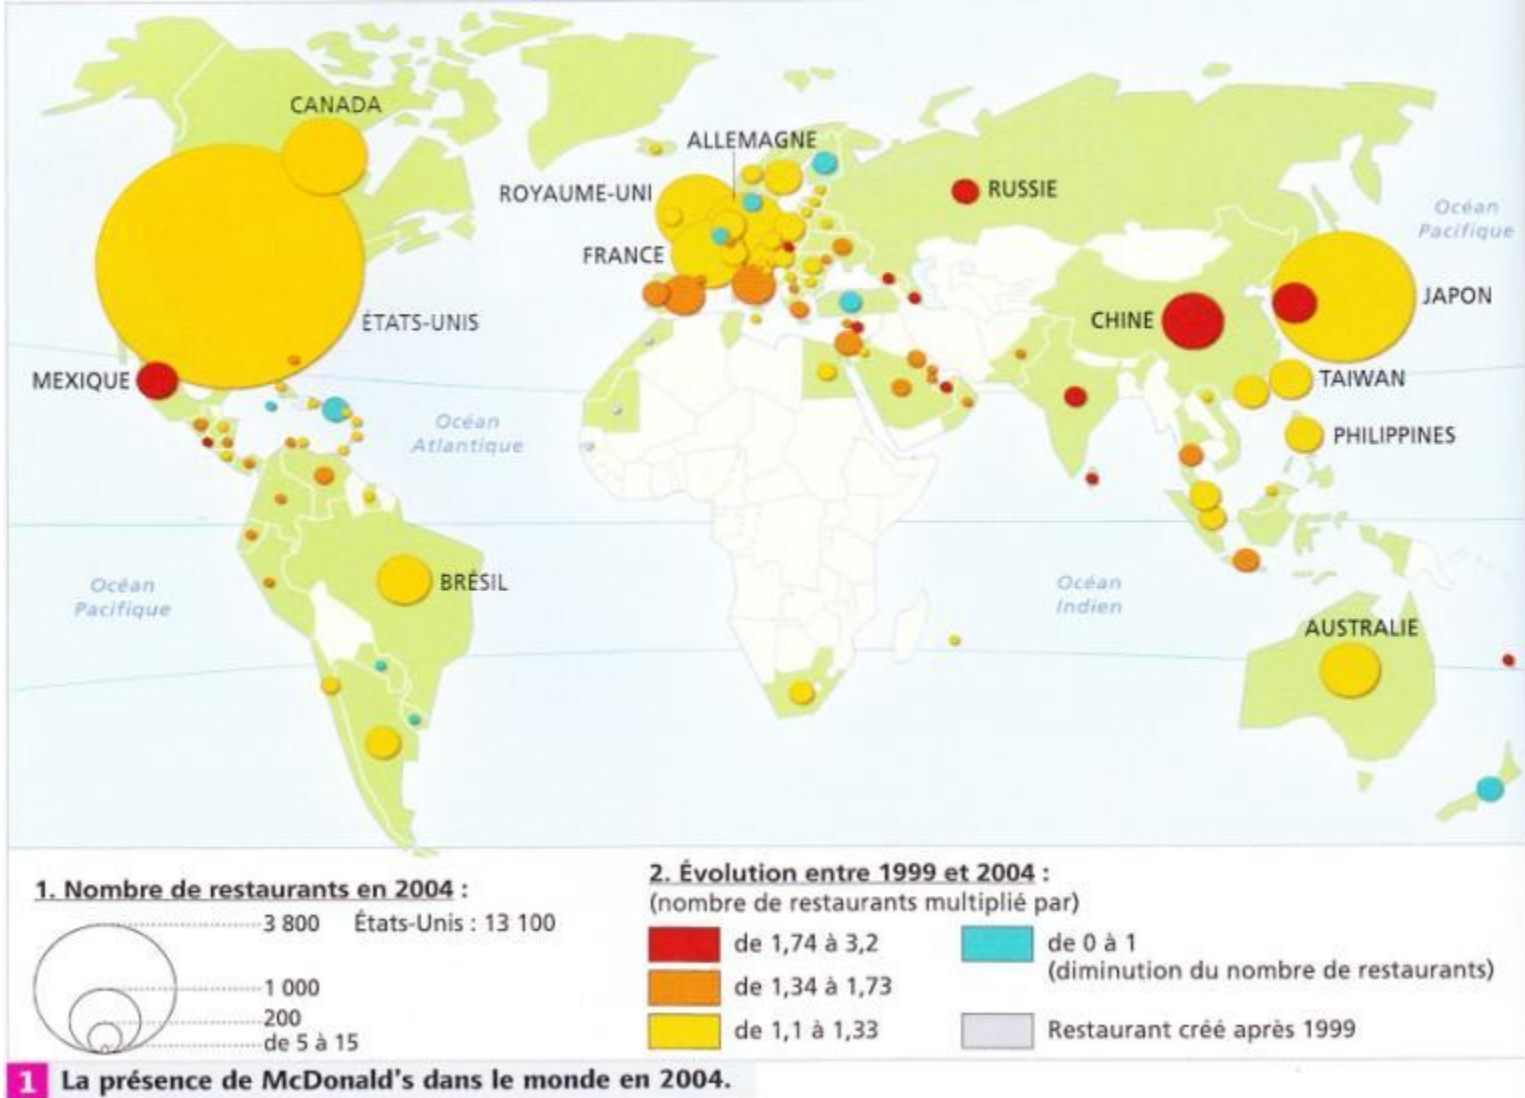 CANADA
ALLEMAGNE
ROYAUME-UNI
RUSSIE
Océan
Pacifique
FRANCE
JAPON
CHINE
ÉTATS-UNIS
MEXIQUE
TAIWAN
Océan
Atlantique
PHILIPPINES
BRÉSIL
Océan
Pacifique
Océan
Indien
AUSTRALIE
1. Nombre de restaurants en 2004 :
3 800 États-Unis : 13 100
1 000
200
de 5 à 15
2. Évolution entre 1999 et 2004 :
(nombre de restaurants multiplié par)
de 1,74 à 3,2
de 1,34 à 1,73
de 1,1 à 1,33
de 0 à 1
(diminution du nombre de restaurants)
Restaurant créé après 1999
1 La présence de McDonald's dans le monde en 2004.